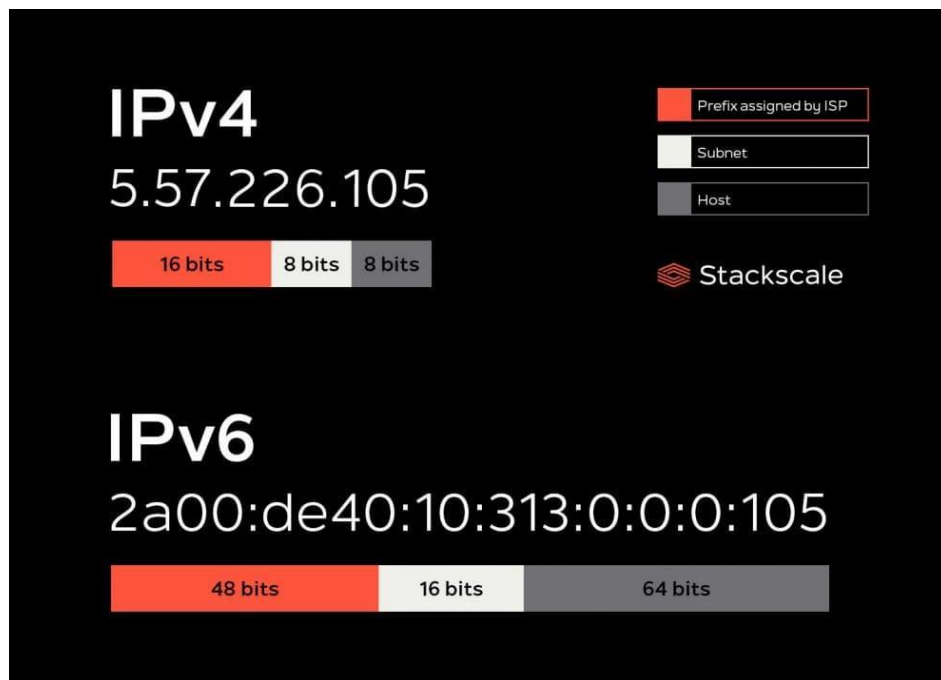 IPv4
5.57.226.105
16 bits 8 bits 8 bits
Prefix assigned by ISP
Subnet
Host
Stackscale
IPv6
2a00:de40:10:313:0:0:0:105
48 bits 16 bits 64 bits